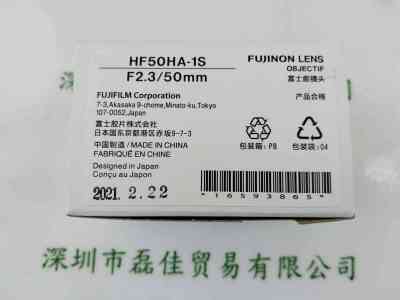 HF50HA-1S
F2.3/50mm
FUJIFILM Corporation
7-3,Akasaka 9-chome,Minato-ku,Tokyo
107-0052,Japan
富士胶片株式会社
日本国东京都港区赤坂9-7-3
中国制造 / MADE IN CHINA
FABRIQUÉ EN CHINE
Designed in Japan
Conçu au Japon
2021. 2. 22
FUJINON LENS
OBJECTIF
富士能镜头
产品合格
包装箱: PB
包装袋: 04
*16593865*
深圳市磊佳贸易有限公司